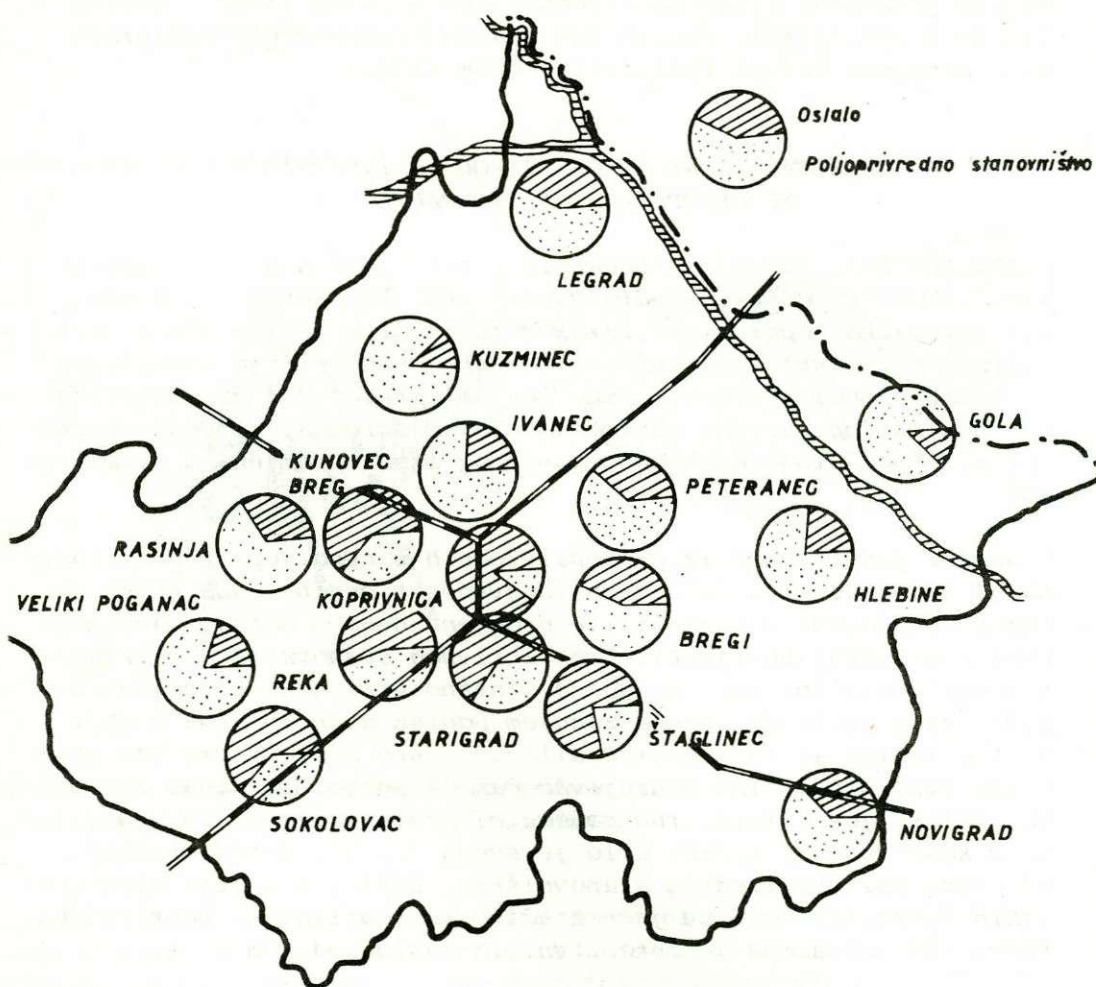 Oslalo
Poljoprivredno stanovništvo
LEGRAD
KUZMINEC
IVANEC
GOLA
KUNOVEC
BREG
PETERANEC
RASINJA
HLEBINE
KOPRIVNICA
VELIKI POGANAC
BREGI
REKA
STARIGRAD
ŠTAGLINEC
SOKOLOVAC
NOVIGRAD